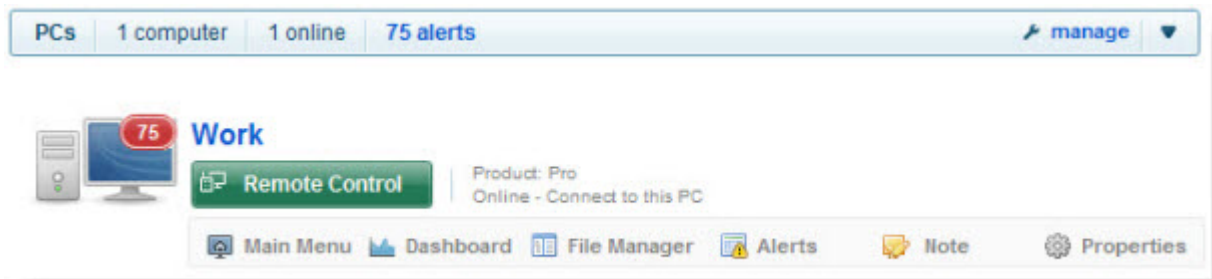 PCs 1 computer 1 online 75 alerts manage
75
Work
Remote Control
Product: Pro
Online - Connect to this PC
Main Menu Dashboard File Manager Alerts Note Properties